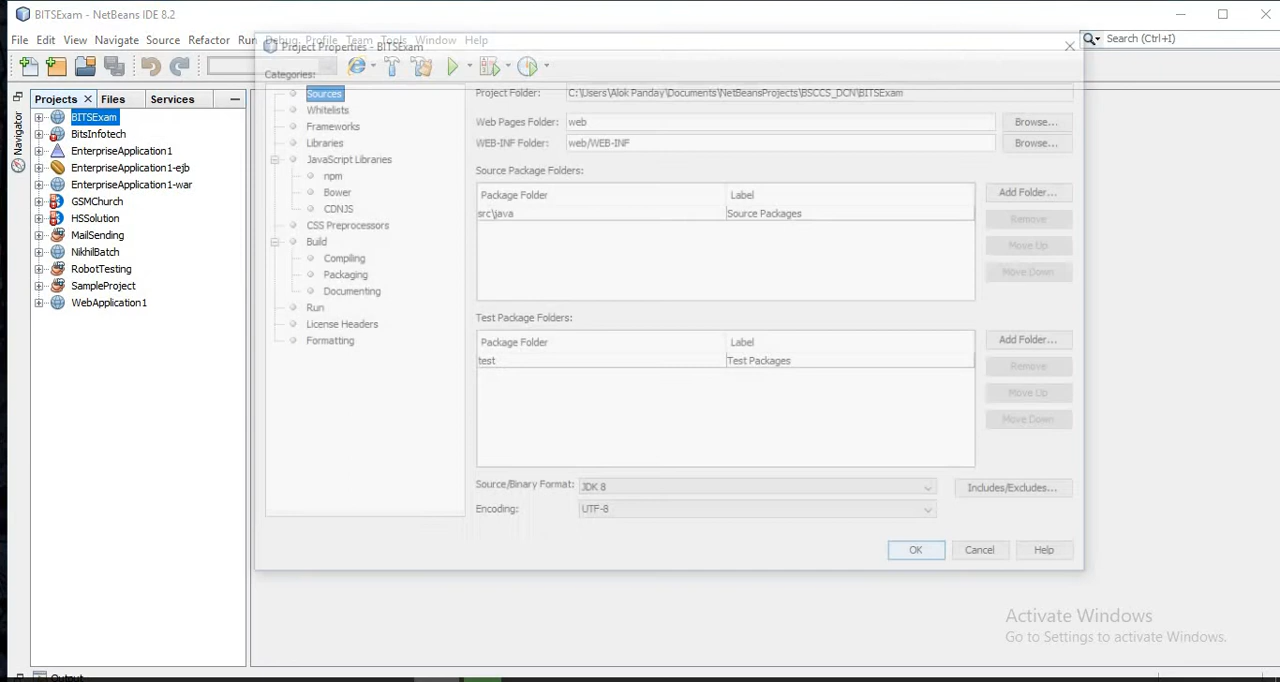 BITSExam - NetBeans IDE 8.2
File Edit View Navigate Source Refactor Run Debug Profile Team Tools Window Help
Search (Ctrl+I)
Project Properties - BITSExam
Categories:
Projects Files Services
Navigator
BITSExam
BitsInfotech
EnterpriseApplication1
EnterpriseApplication1-ejb
EnterpriseApplication1-war
GSMChurch
HSSolution
MailSending
NikhilBatch
RobotTesting
SampleProject
WebApplication1
Sources
Whitelists
Frameworks
Libraries
JavaScript Libraries
npm
Bower
CDNJS
CSS Preprocessors
Build
Compiling
Packaging
Documenting
Run
License Headers
Formatting
Project Folder: C:\Users\Alok Panday\Documents\NetBeansProjects\BSCCS_DCN\BITSExam
Web Pages Folder: web Browse...
WEB-INF Folder: web/WEB-INF Browse...
Source Package Folders:
Package Folder Label
src\java Source Packages
Add Folder...
Remove
Move Up
Move Down
Test Package Folders:
Package Folder Label
test Test Packages
Add Folder...
Remove
Move Up
Move Down
Source/Binary Format: JDK 8 Includes/Excludes...
Encoding: UTF-8
OK Cancel Help
Activate Windows
Go to Settings to activate Windows.
Output